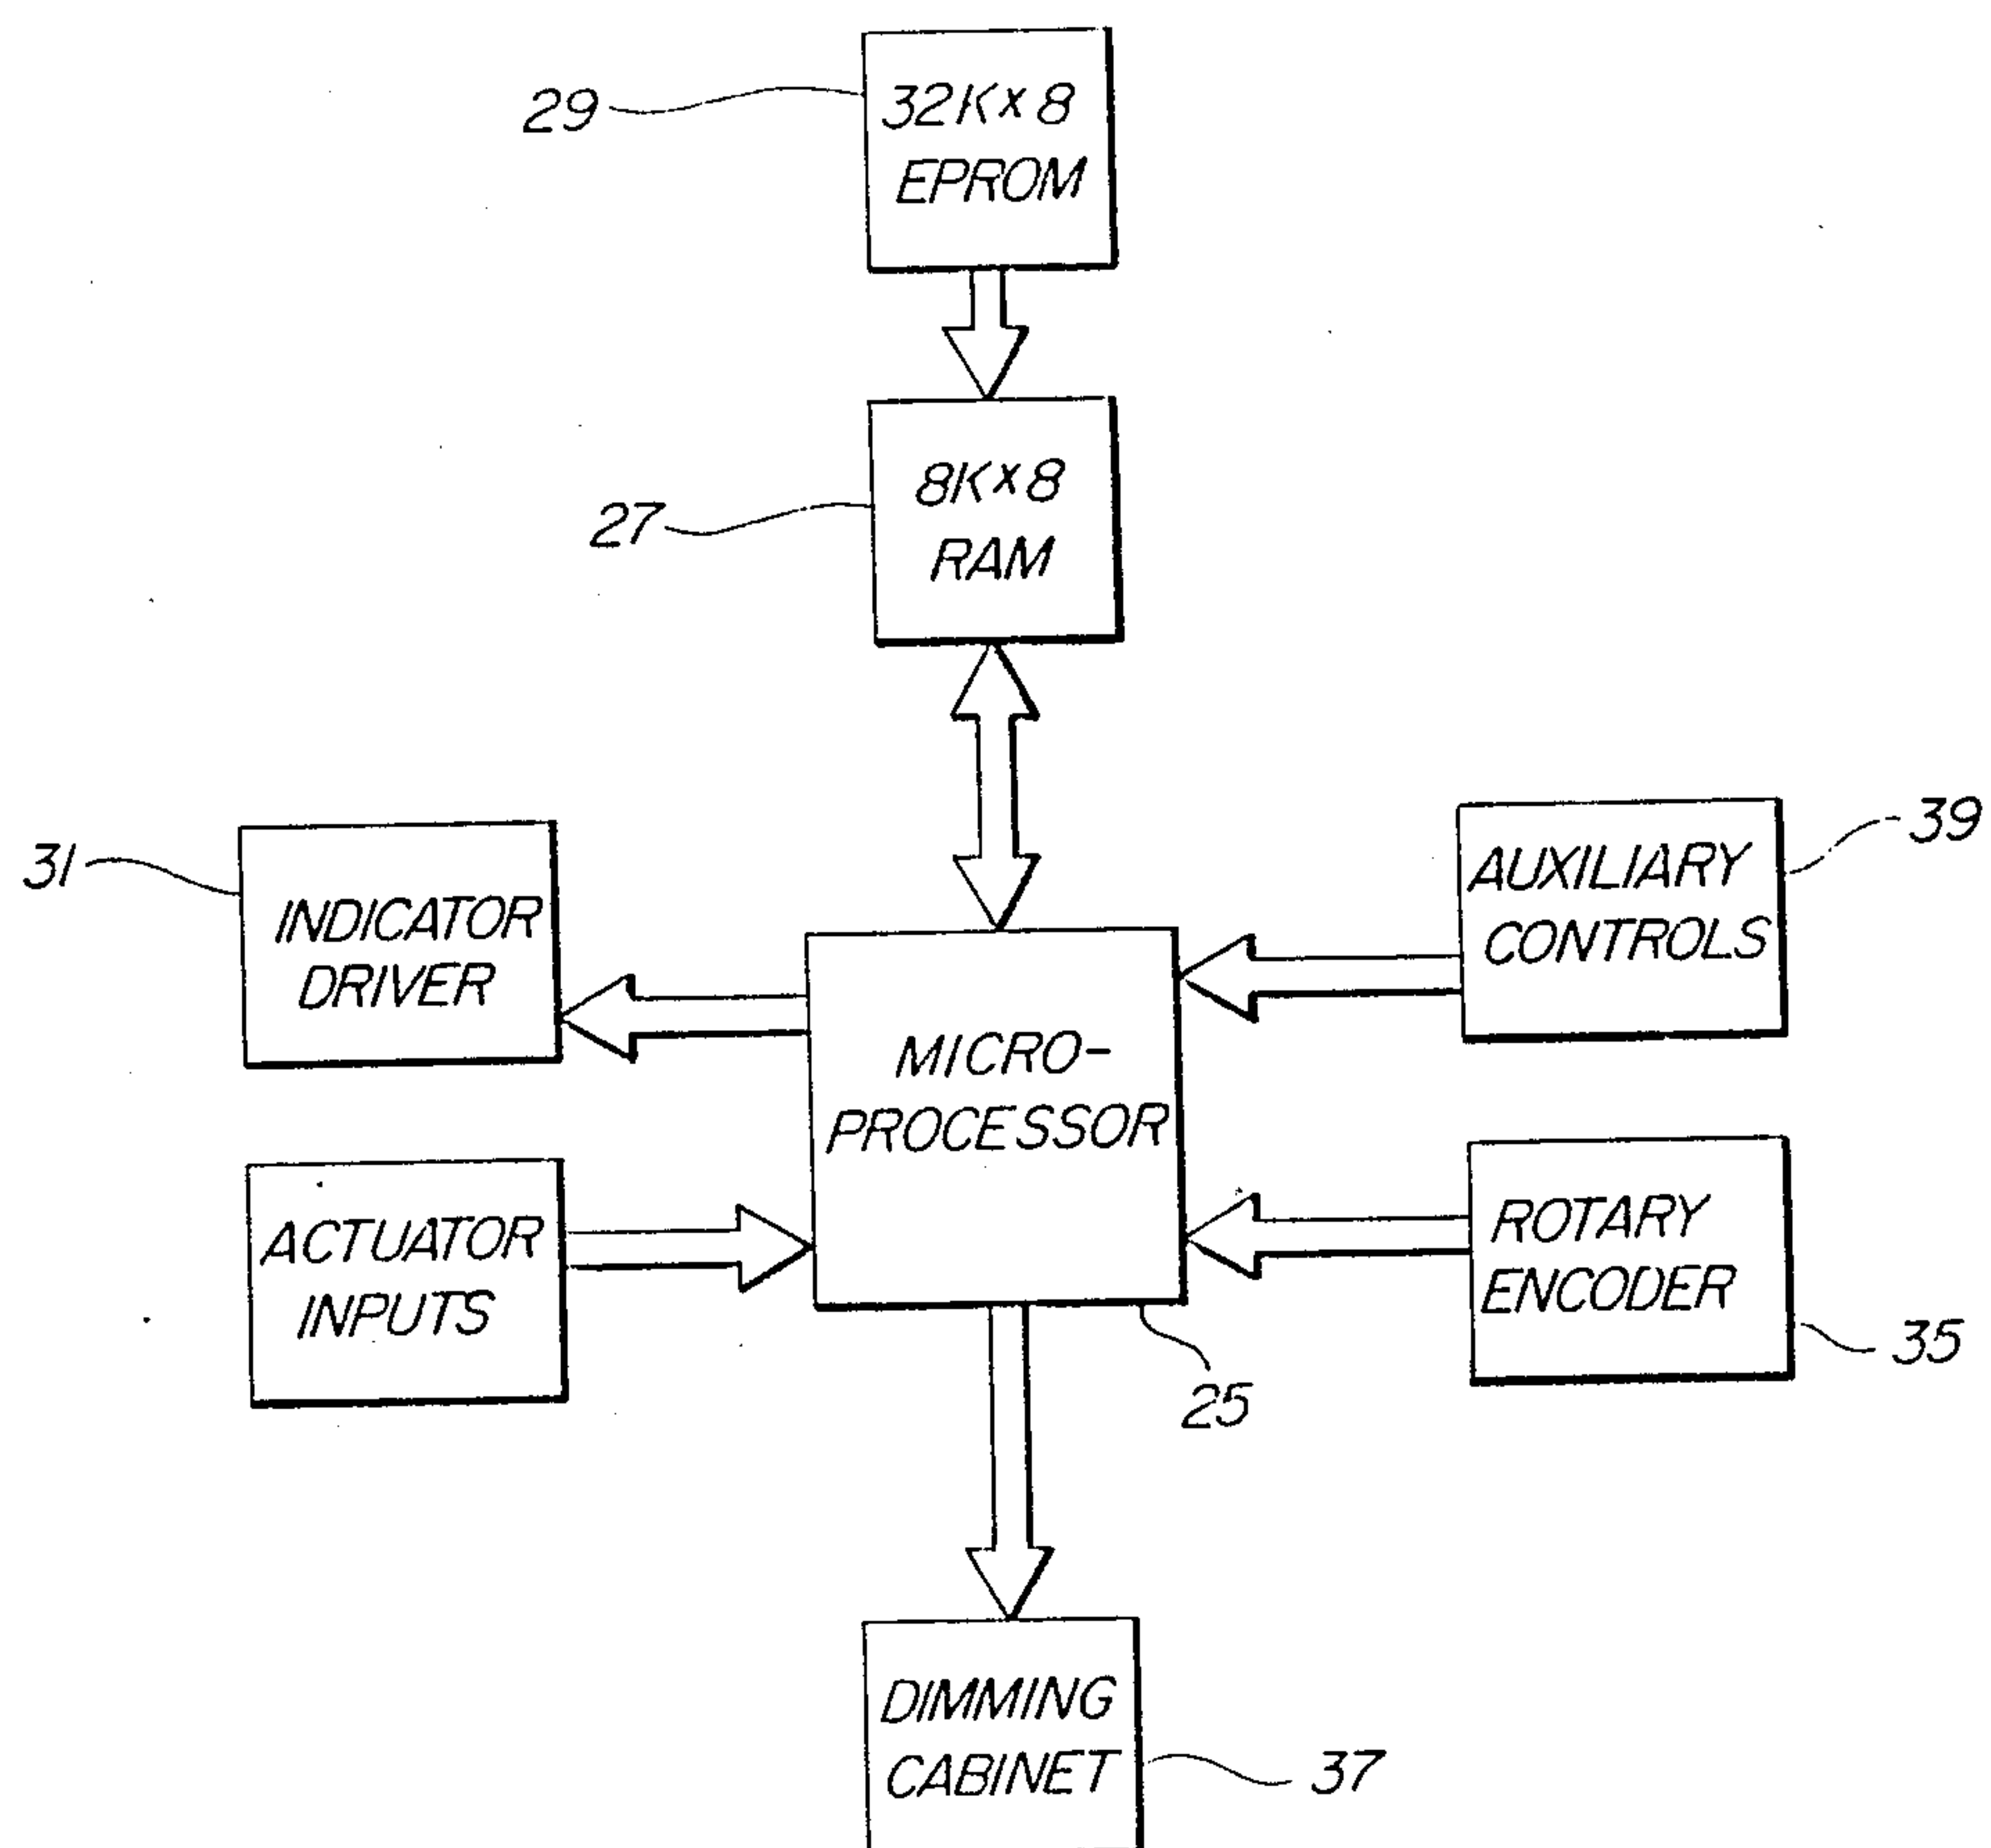 29
32K×8
EPROM
27
8K×8
RAM
31
INDICATOR
DRIVER
39
AUXILIARY
CONTROLS
MICRO-
PROCESSOR
25
ACTUATOR
INPUTS
ROTARY
ENCODER
35
DIMMING
CABINET
37